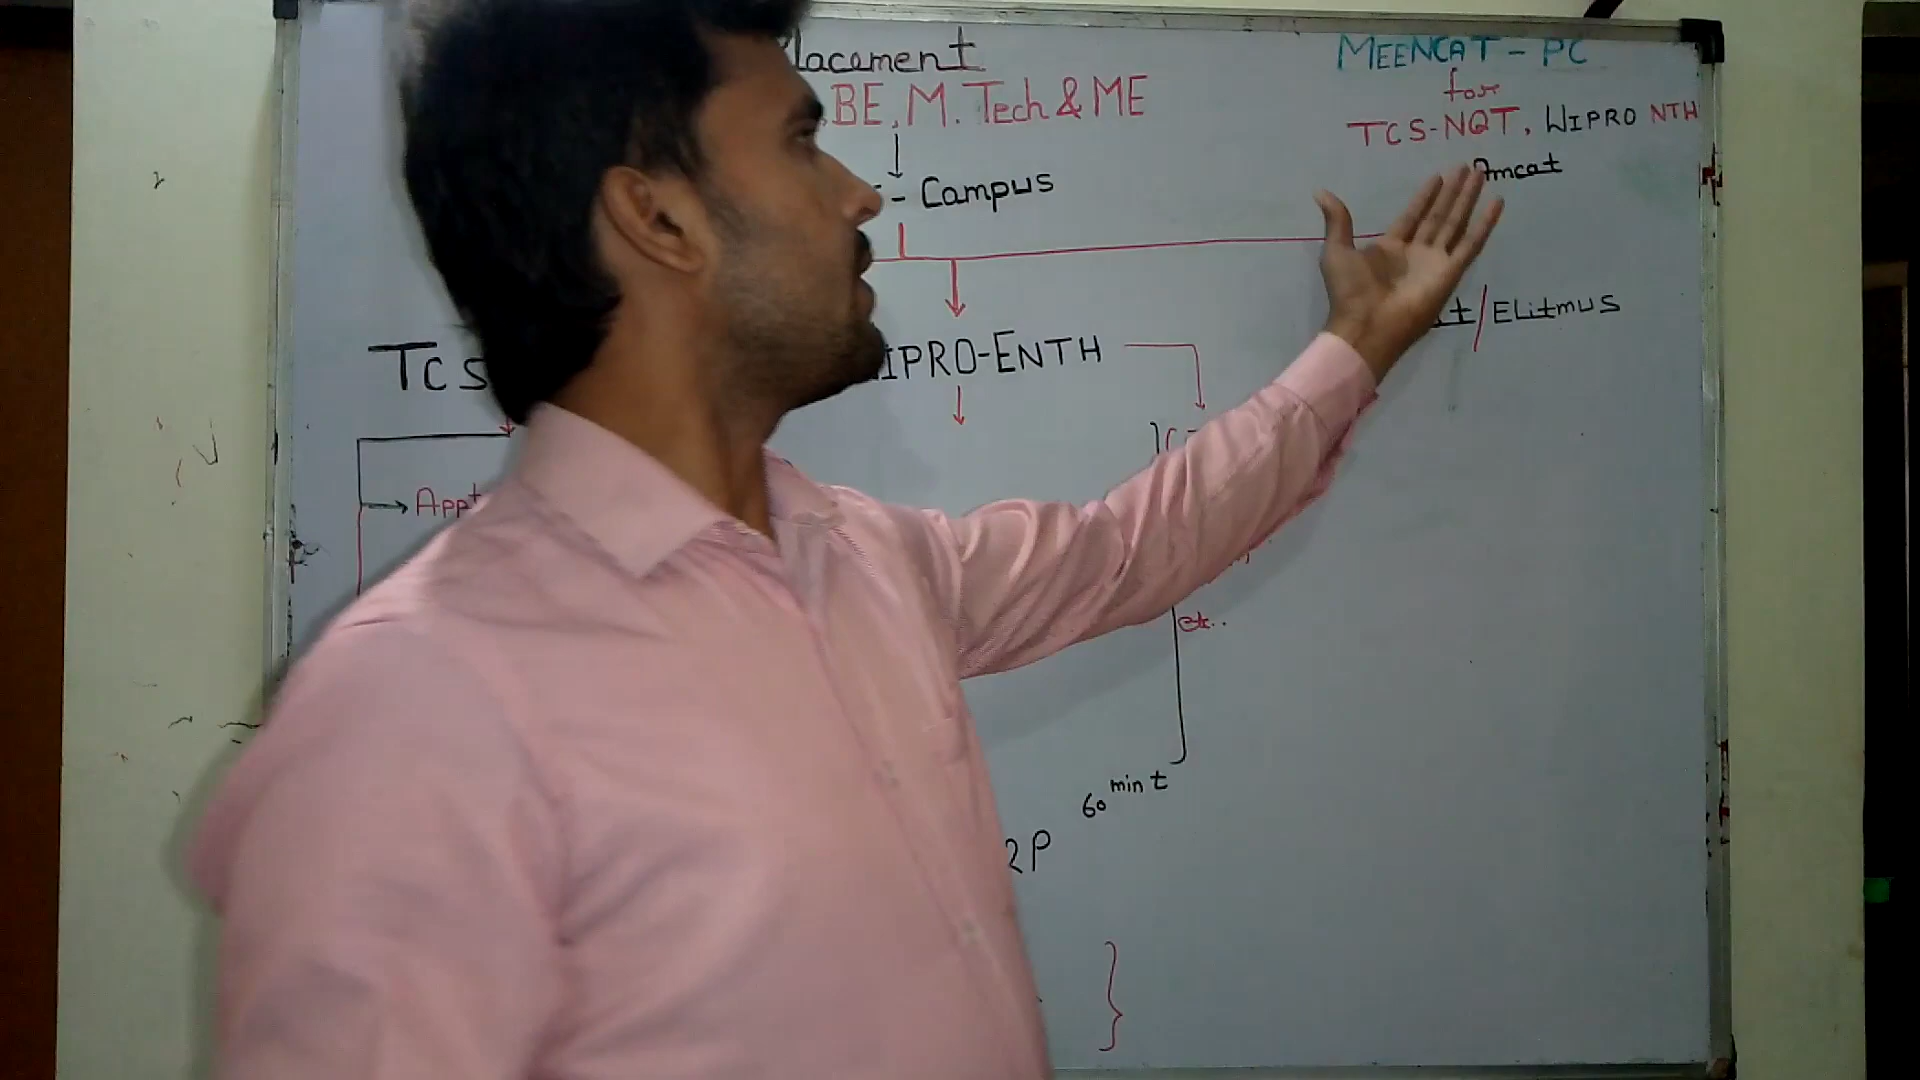 lacement
BE, M. Tech & ME
- Campus
MEENCAT - PC
for
TCS-NQT, WIPRO NTH
Amcat
t/ELitmus
TCS
IPRO-ENTH
App
etc..
60 min t
2P